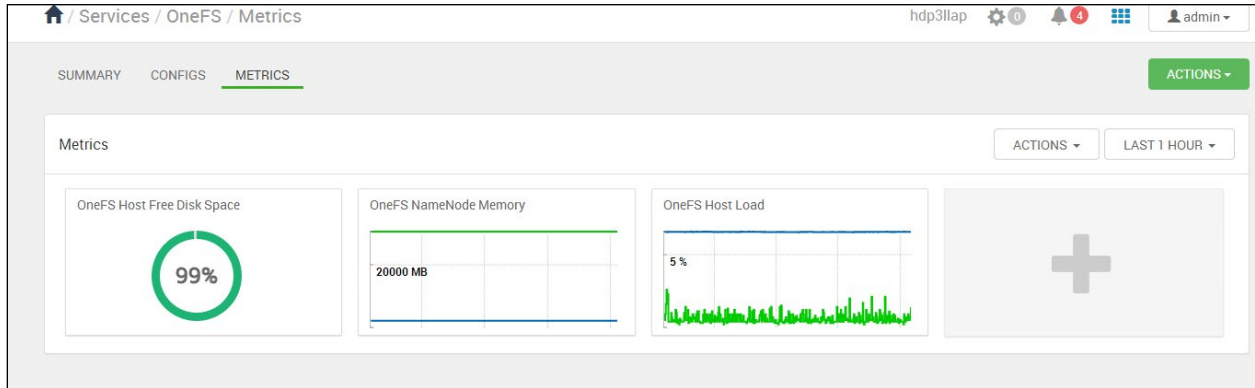 / Services / OneFS / Metrics
hdp3llap 0 4 admin
SUMMARY CONFIGS METRICS
ACTIONS
Metrics
ACTIONS LAST 1 HOUR
OneFS Host Free Disk Space
99%
OneFS NameNode Memory
20000 MB
OneFS Host Load
5 %